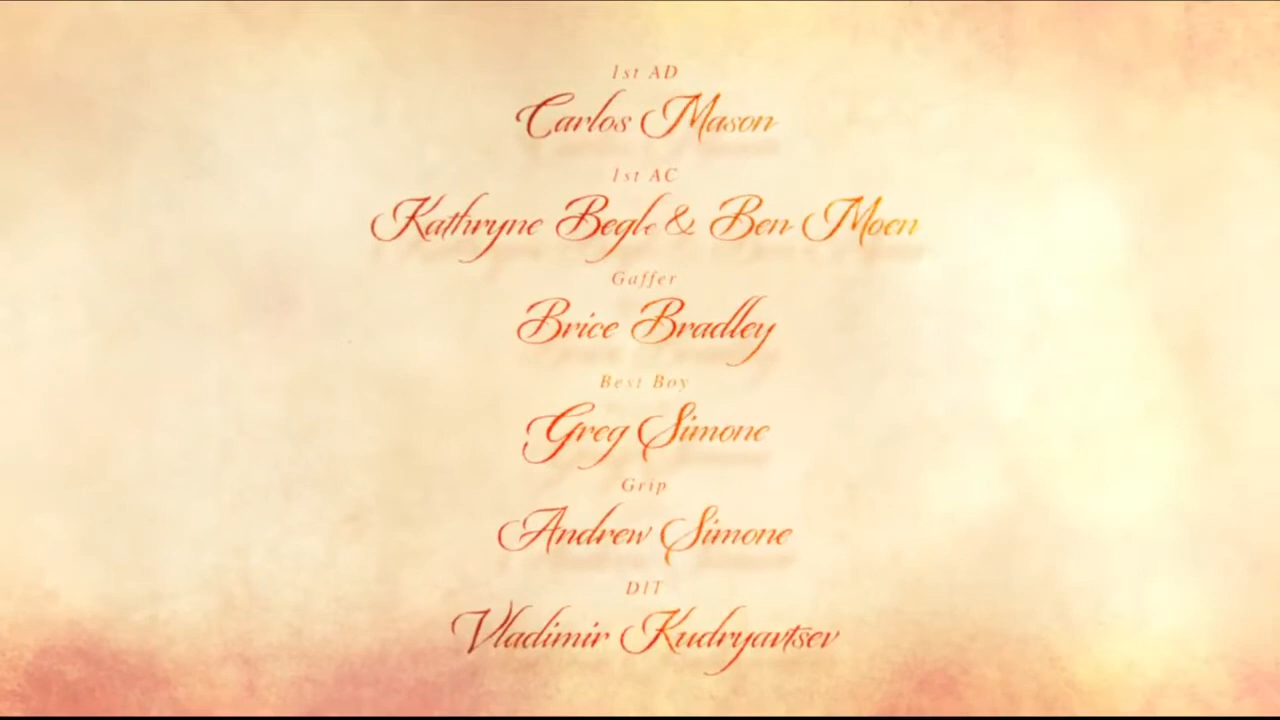 1st AD
Carlos Mason
1st AC
Kathryne Begle & Ben Moen
Gaffer
Brice Bradley
Best Boy
Greg Simone
Grip
Andrew Simone
DIT
Vladimir Kudryavtsev